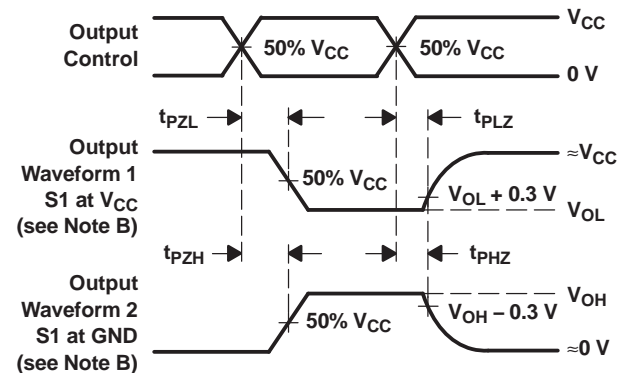 Output
Control
50% VCC
50% VCC
VCC
0 V
tPZL
tPLZ
Output
Waveform 1
S1 at VCC
(see Note B)
50% VCC
≈VCC
VOL + 0.3 V
VOL
tPZH
tPHZ
Output
Waveform 2
S1 at GND
(see Note B)
50% VCC
VOH
VOH − 0.3 V
≈0 V